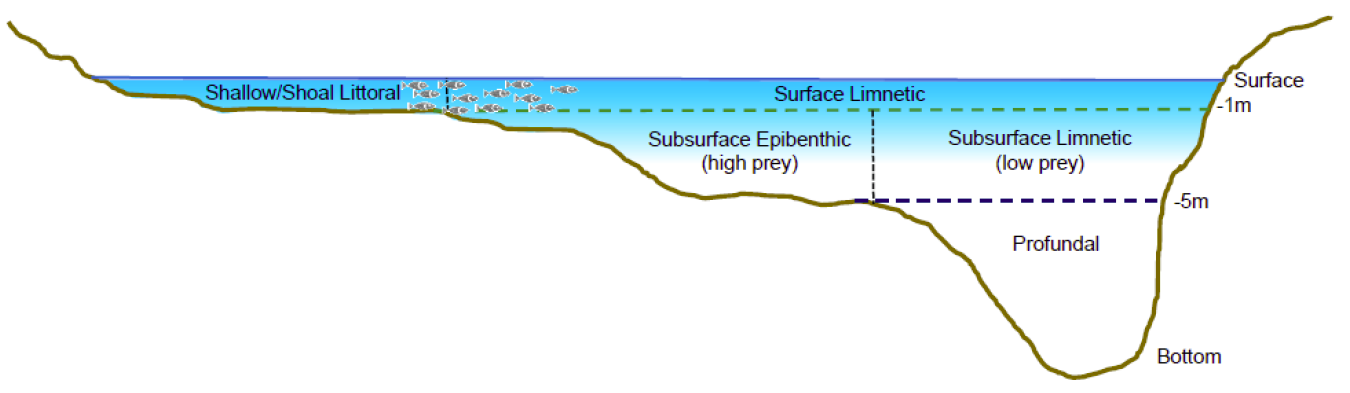 Shallow/Shoal Littoral
Surface Limnetic
Surface
-1m
Subsurface Epibenthic
(high prey)
Subsurface Limnetic
(low prey)
-5m
Profundal
Bottom